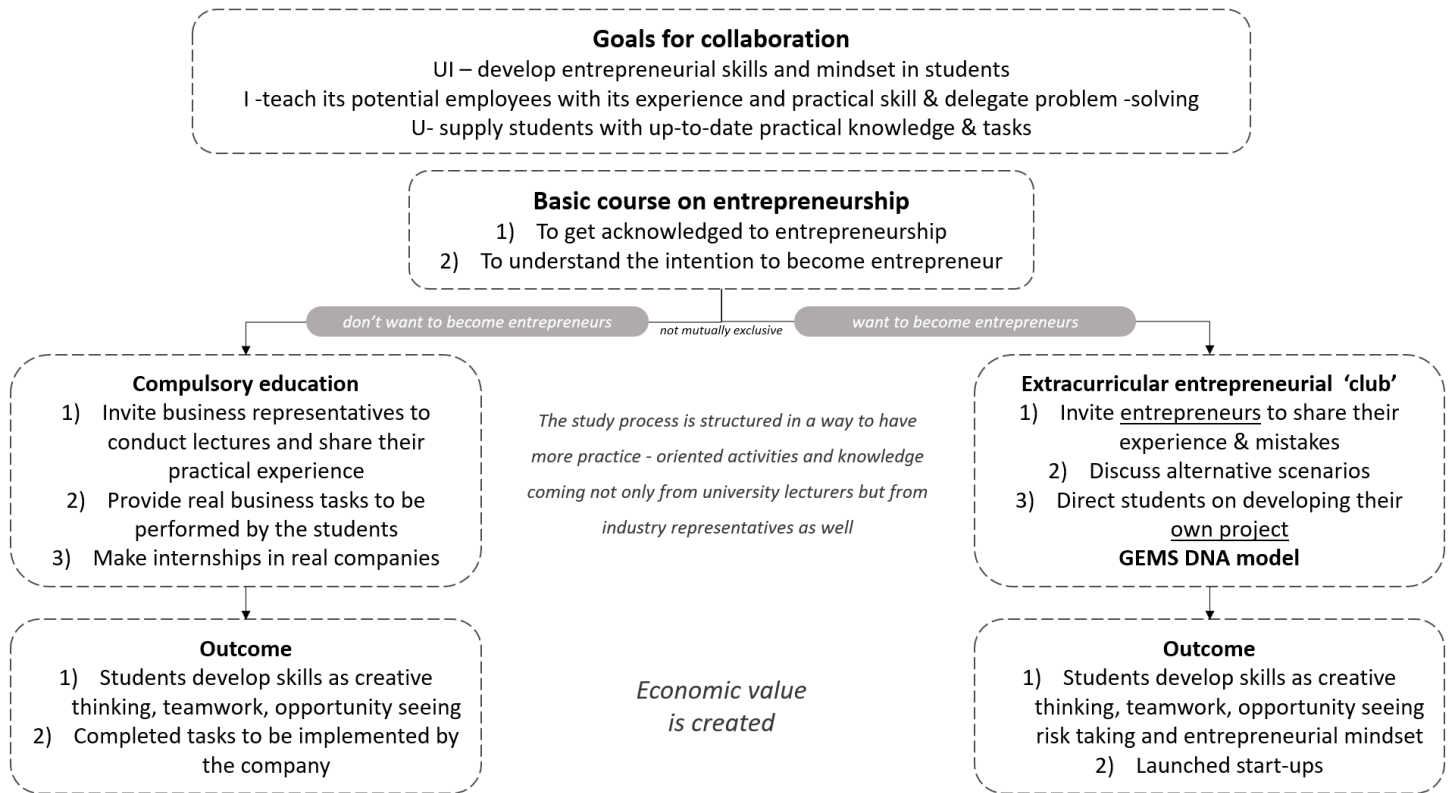 Goals for collaboration
UI – develop entrepreneurial skills and mindset in students
I -teach its potential employees with its experience and practical skill & delegate problem -solving
U- supply students with up-to-date practical knowledge & tasks
Basic course on entrepreneurship
1) To get acknowledged to entrepreneurship
2) To understand the intention to become entrepreneur
don't want to become entrepreneurs
not mutually exclusive
want to become entrepreneurs
Compulsory education
1) Invite business representatives to
conduct lectures and share their
practical experience
2) Provide real business tasks to be
performed by the students
3) Make internships in real companies
The study process is structured in a way to have
more practice - oriented activities and knowledge
coming not only from university lecturers but from
industry representatives as well
Extracurricular entrepreneurial 'club'
1) Invite entrepreneurs to share their
experience & mistakes
2) Discuss alternative scenarios
3) Direct students on developing their
own project
GEMS DNA model
Outcome
1) Students develop skills as creative
thinking, teamwork, opportunity seeing
2) Completed tasks to be implemented by
the company
Economic value
is created
Outcome
1) Students develop skills as creative
thinking, teamwork, opportunity seeing
risk taking and entrepreneurial mindset
2) Launched start-ups